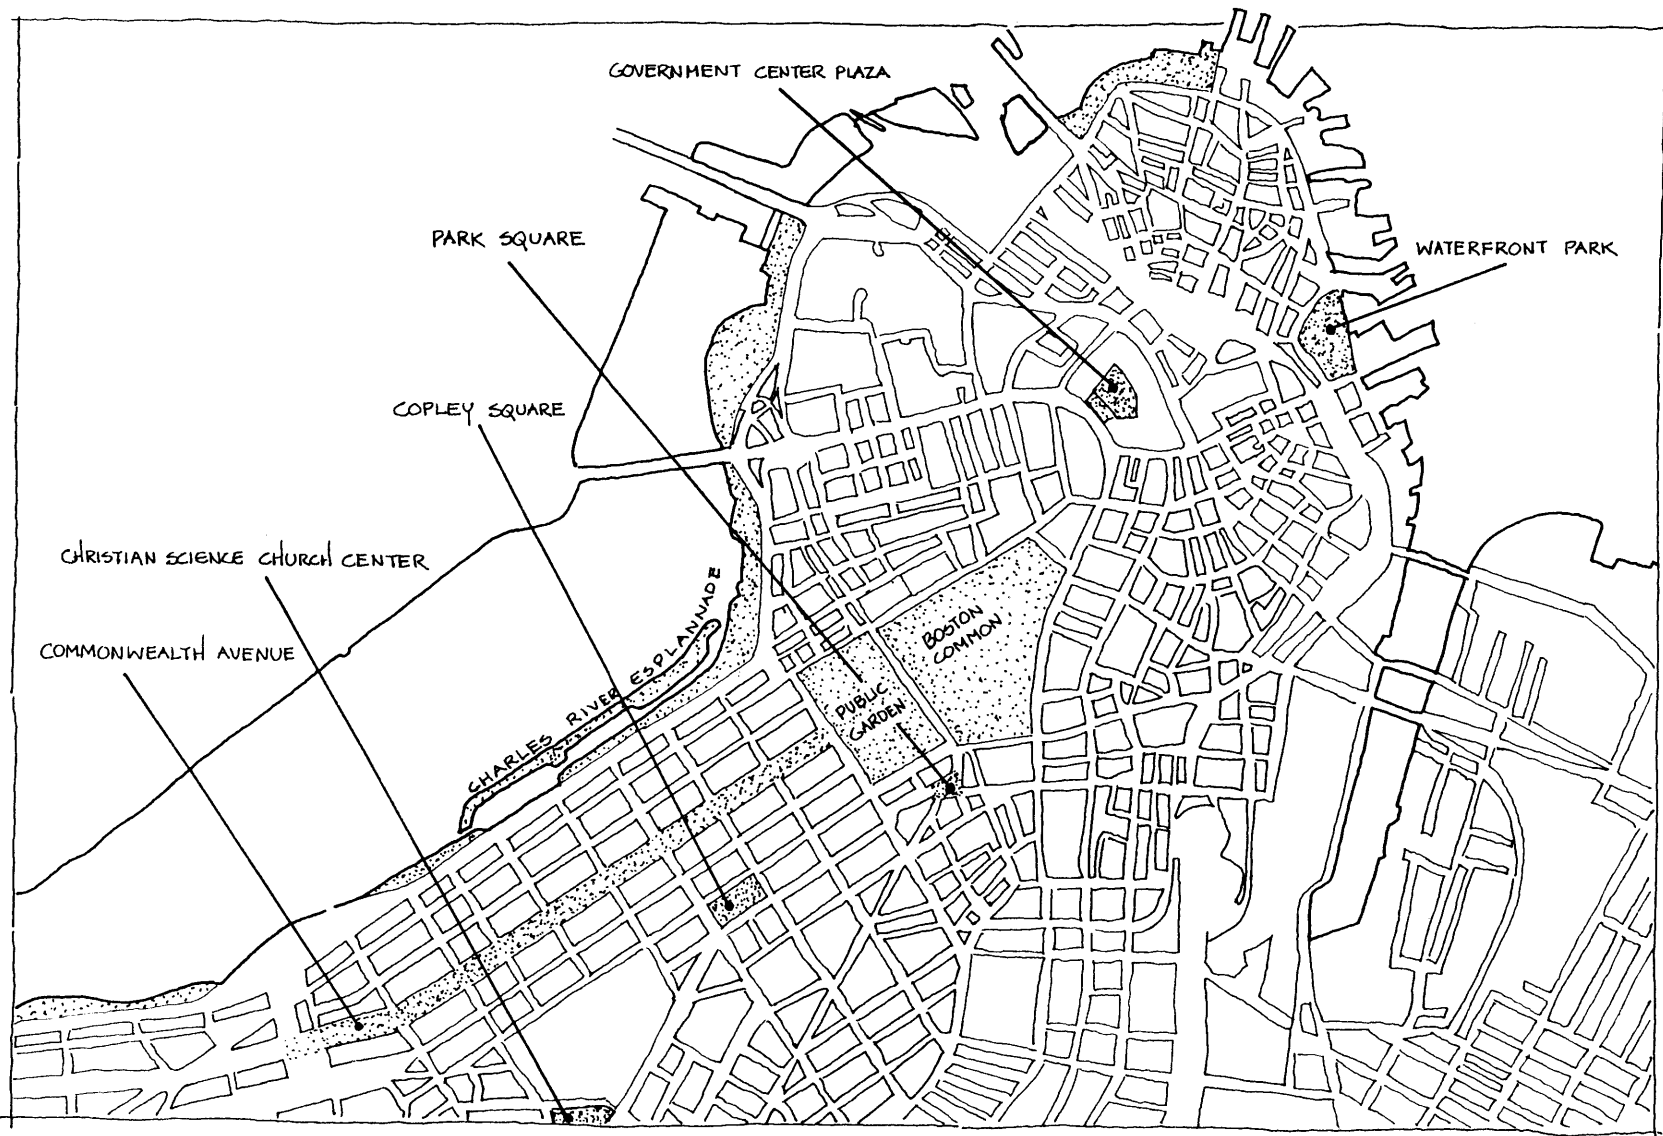 GOVERNMENT CENTER PLAZA
PARK SQUARE
WATERFRONT PARK
COPLEY SQUARE
CHRISTIAN SCIENCE CHURCH CENTER
COMMONWEALTH AVENUE
CHARLES RIVER ESPLANNADE
BOSTON
COMMON
PUBLIC
GARDEN